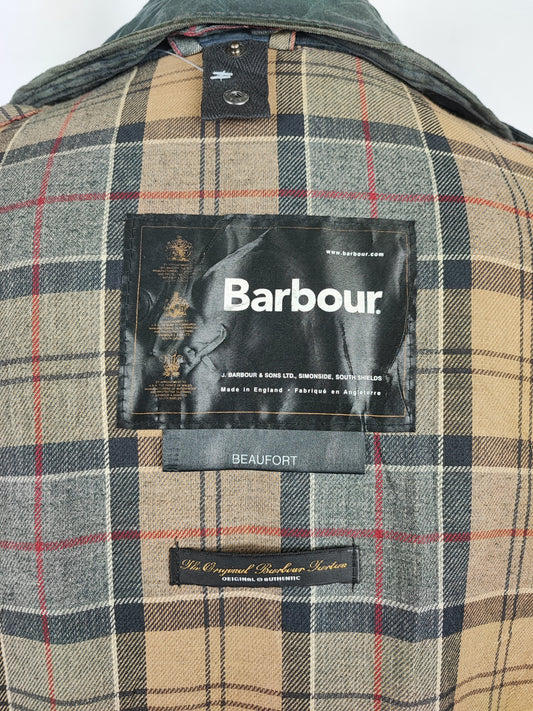 www.barbour.com
Barbour.
J. BARBOUR & SONS LTD., SIMONSIDE, SOUTH SHIELDS
Made in England · Fabriqué en Angleterre
BEAUFORT
The Original Barbour Tartan
ORIGINAL & AUTHENTIC